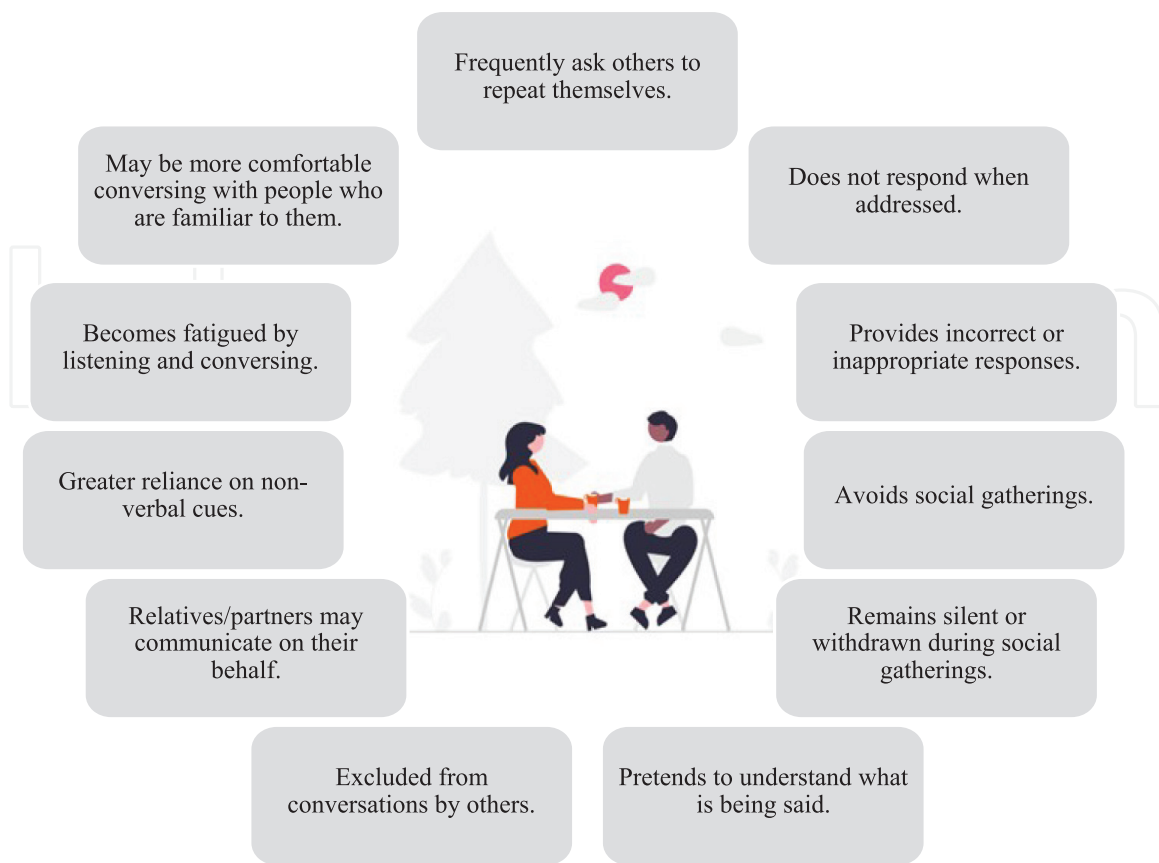 Frequently ask others to
repeat themselves.
Does not respond when
addressed.
Provides incorrect or
inappropriate responses.
Avoids social gatherings.
Remains silent or
withdrawn during social
gatherings.
Pretends to understand what
is being said.
Excluded from
conversations by others.
Relatives/partners may
communicate on their
behalf.
Greater reliance on non-
verbal cues.
Becomes fatigued by
listening and conversing.
May be more comfortable
conversing with people who
are familiar to them.